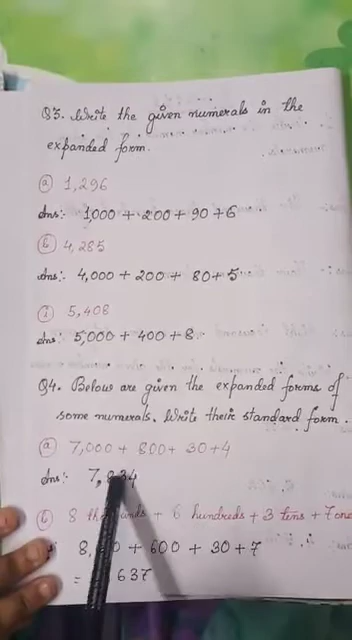 Q3. Write the given numerals in the
expanded form.
(a) 1,296
Ans:- 1,000 + 200 + 90 + 6
(b) 4,285
Ans:- 4,000 + 200 + 80 + 5
(i) 5,408
Ans:- 5,000 + 400 + 8
Q4. Below are given the expanded forms of
some numerals. Write their standard form.
(a) 7,000 + 800 + 30 + 4
Ans:- 7,834
(b) 8 thousands + 6 hundreds + 3 tens + 7 one
8, + 600 + 30 + 7
= 637